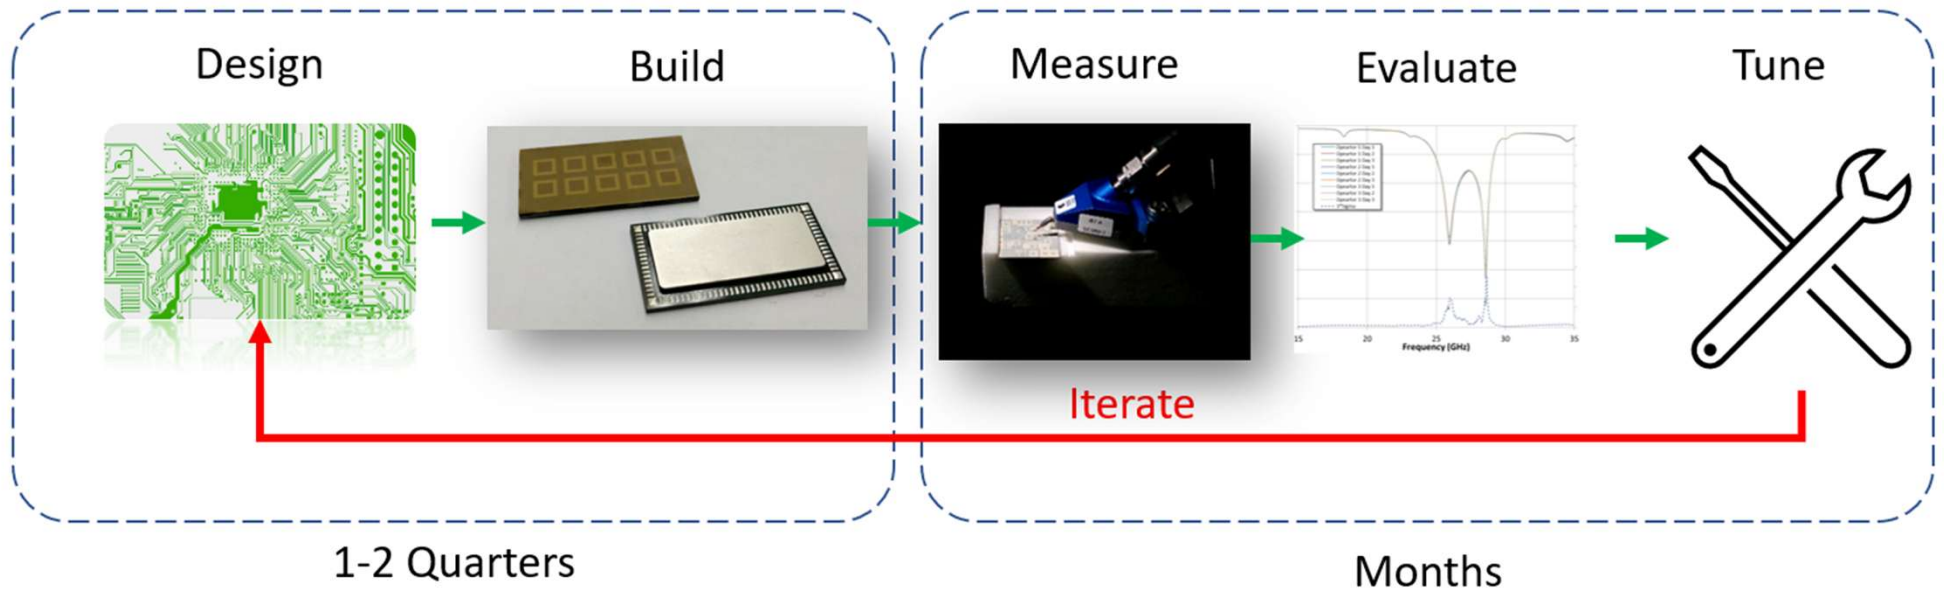 Design
Build
Measure
Evaluate
Tune
15
20
25
30
35
Frequency (GHz)
Iterate
1-2 Quarters
Months